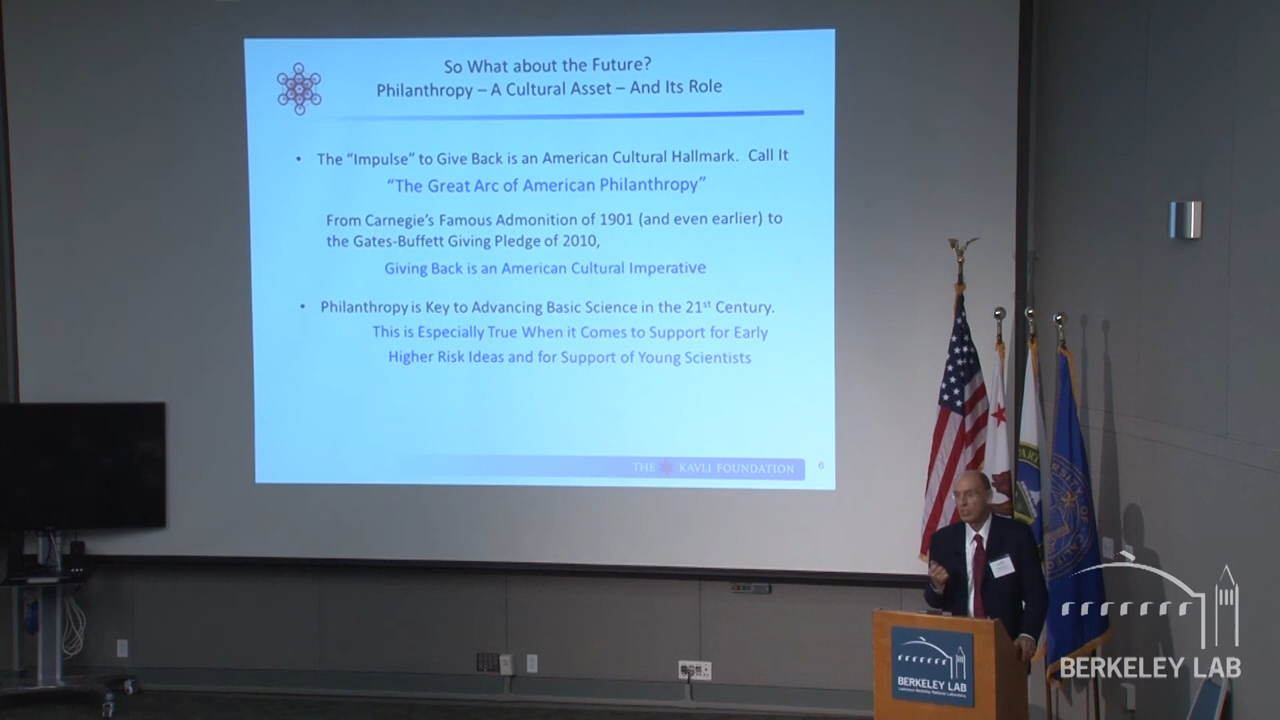 So What about the Future?
Philanthropy – A Cultural Asset – And Its Role
• The “Impulse” to Give Back is an American Cultural Hallmark. Call It
“The Great Arc of American Philanthropy”
From Carnegie's Famous Admonition of 1901 (and even earlier) to
the Gates-Buffett Giving Pledge of 2010,
Giving Back is an American Cultural Imperative
• Philanthropy is Key to Advancing Basic Science in the 21st Century.
This is Especially True When it Comes to Support for Early
Higher Risk Ideas and for Support of Young Scientists
THE KAVLI FOUNDATION
6
BERKELEY LAB
Lawrence Berkeley National Laboratory
BERKELEY LAB